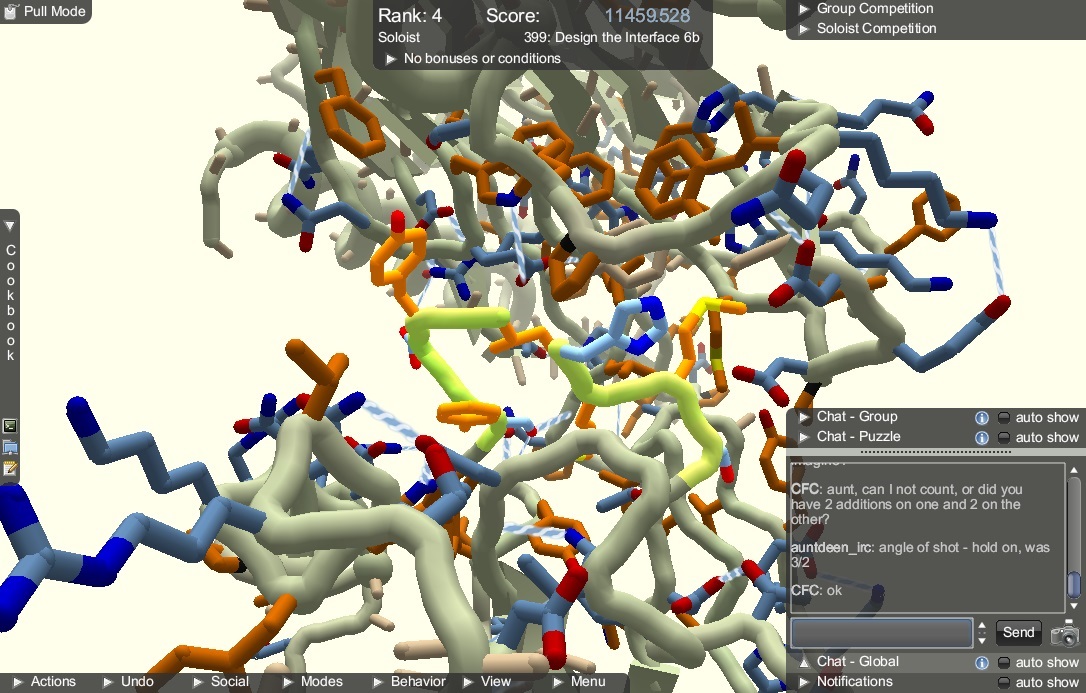 Pull Mode
Rank: 4 Score: 11459.528
Soloist 399: Design the Interface 6b
No bonuses or conditions
Group Competition
Soloist Competition
Cookbook
Chat - Group auto show
Chat - Puzzle auto show
CFC: aunt, can I not count, or did you
have 2 additions on one and 2 on the
other?
auntdeen_irc: angle of shot - hold on, was
3/2
CFC: ok
Send
Chat - Global auto show
Notifications auto show
Actions Undo Social Modes Behavior View Menu